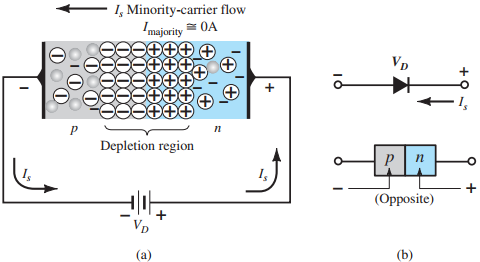 Is Minority-carrier flow
Imajority ≅ 0A
− +
p n
Depletion region
Is Is
− +
VD
(a)
VD
− +
Is
p n
− +
(Opposite)
(b)